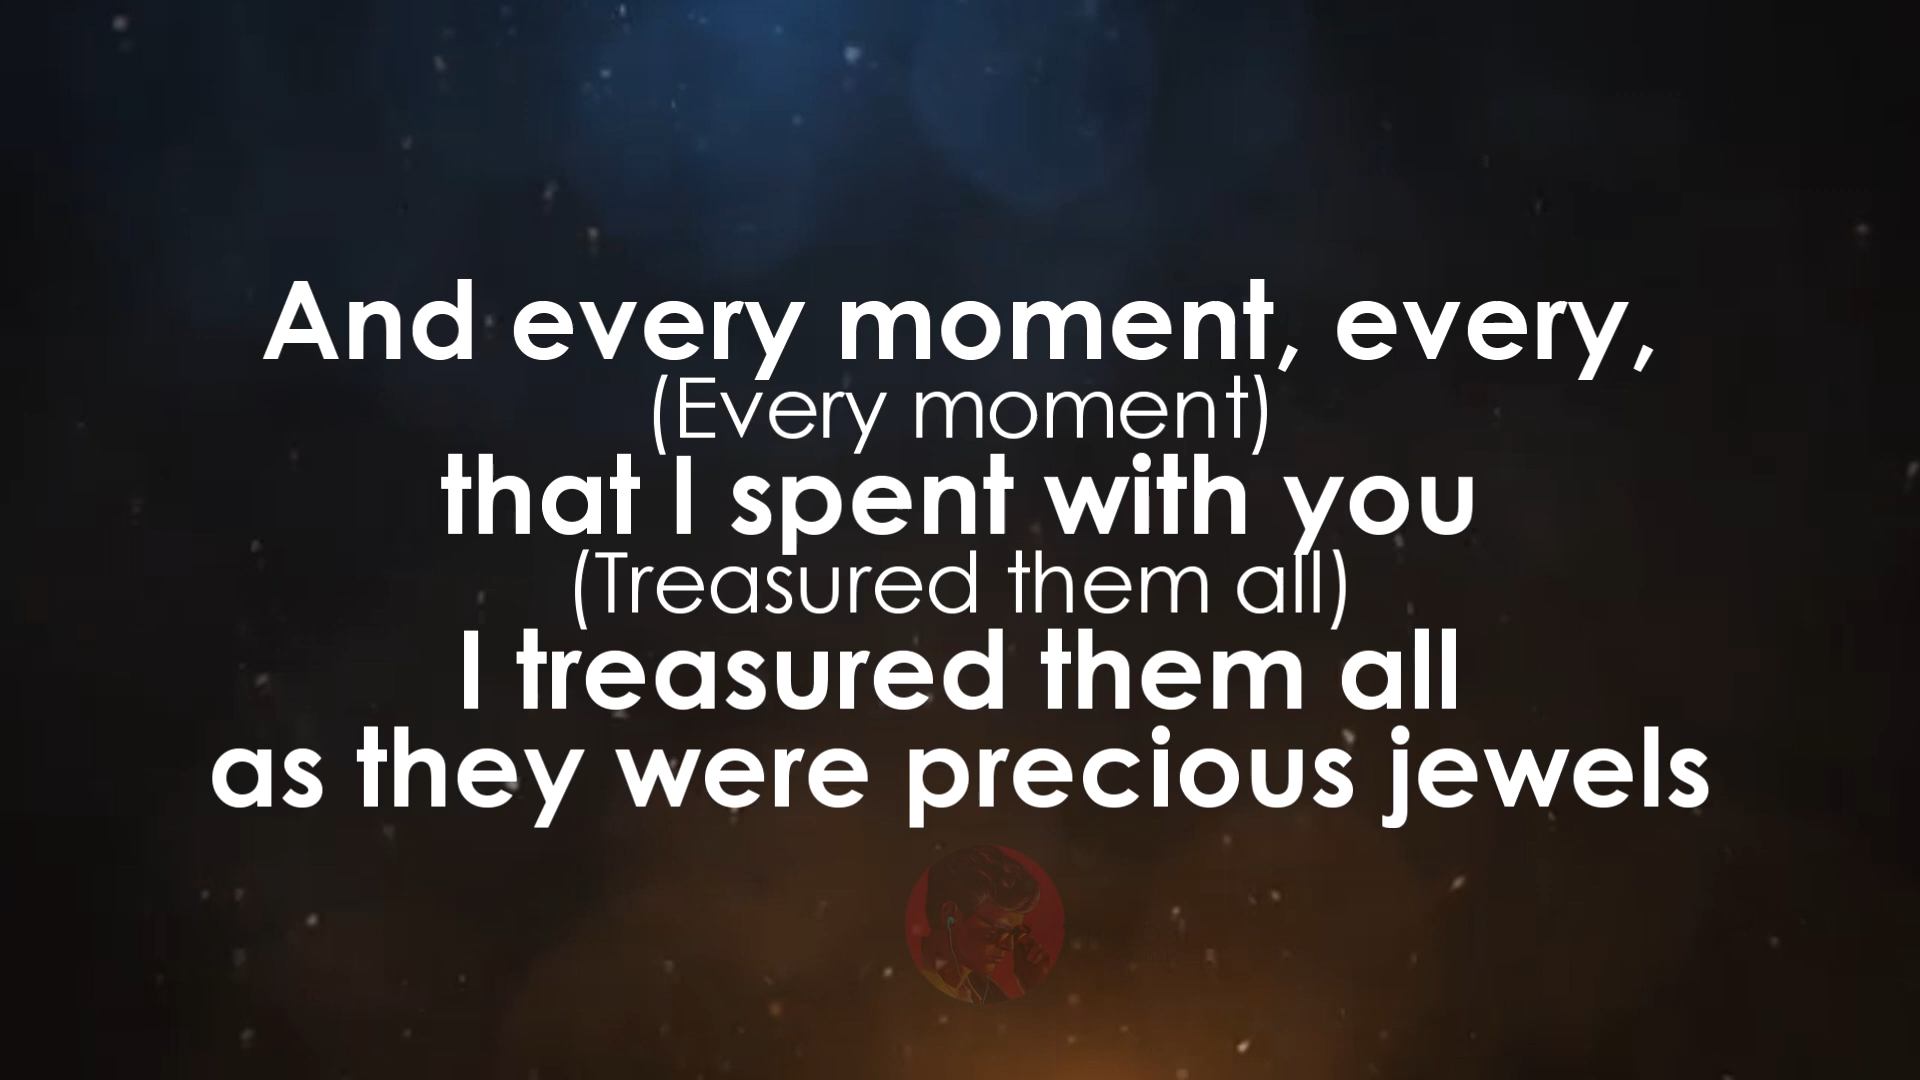 And every moment, every,
(Every moment)
that I spent with you
(Treasured them all)
I treasured them all
as they were precious jewels